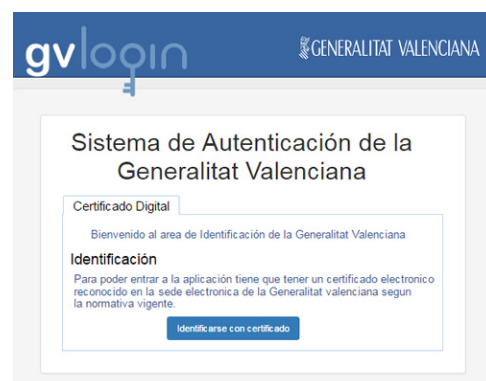 gvlogin
GENERALITAT VALENCIANA
Sistema de Autenticación de la
Generalitat Valenciana
Certificado Digital
Bienvenido al area de Identificación de la Generalitat Valenciana
Identificación
Para poder entrar a la aplicación tiene que tener un certificado electronico
reconocido en la sede electronica de la Generalitat valenciana segun
la normativa vigente.
Identificarse con certificado